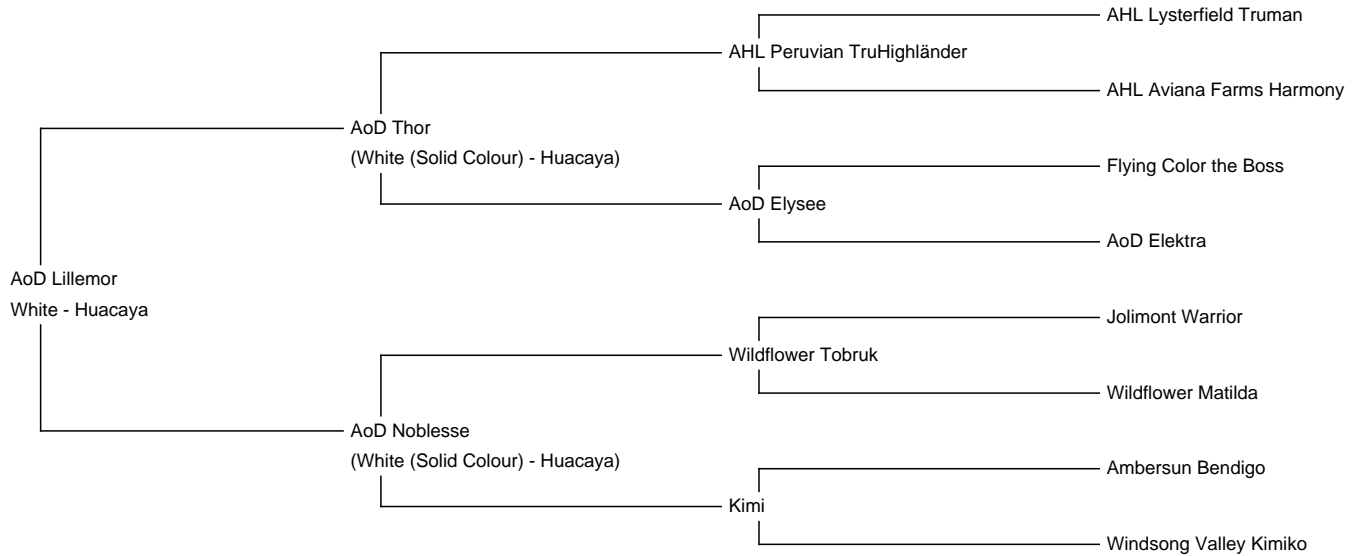 AHL Lysterfield Truman
AHL Peruvian TruHighländer
AHL Aviana Farms Harmony
AoD Thor
(White (Solid Colour) - Huacaya)
Flying Color the Boss
AoD Elysee
AoD Elektra
AoD Lillemor
White - Huacaya
Jolimont Warrior
Wildflower Tobruk
Wildflower Matilda
AoD Noblesse
(White (Solid Colour) - Huacaya)
Ambersun Bendigo
Kimi
Windsong Valley Kimiko